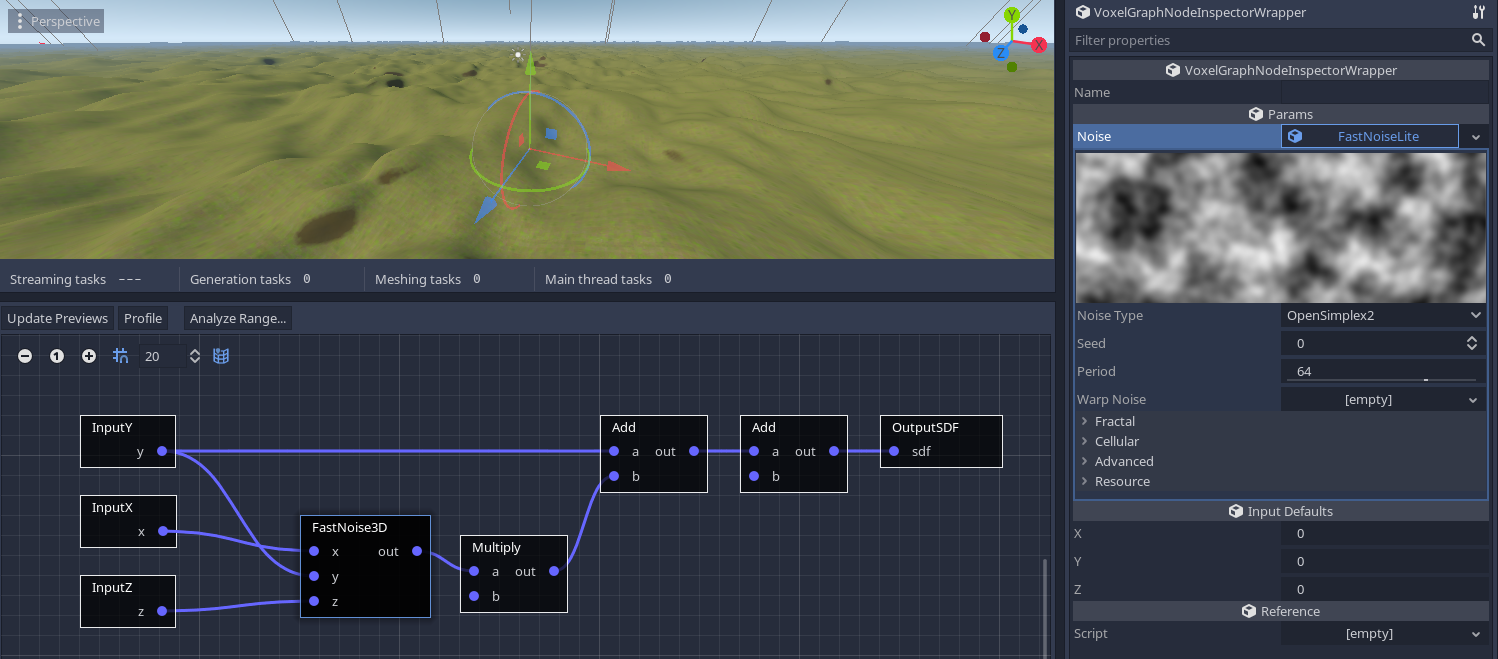 Perspective
Y
X
Z
Streaming tasks ---
Generation tasks 0
Meshing tasks 0
Main thread tasks 0
Update Previews
Profile
Analyze Range...
1
20
InputY
y
InputX
x
InputZ
z
FastNoise3D
x out
y
z
Multiply
a out
b
Add
a out
b
Add
a out
b
OutputSDF
sdf
VoxelGraphNodeInspectorWrapper
Filter properties
VoxelGraphNodeInspectorWrapper
Name
Params
Noise FastNoiseLite
Noise Type OpenSimplex2
Seed 0
Period 64
Warp Noise [empty]
Fractal
Cellular
Advanced
Resource
Input Defaults
X 0
Y 0
Z 0
Reference
Script [empty]